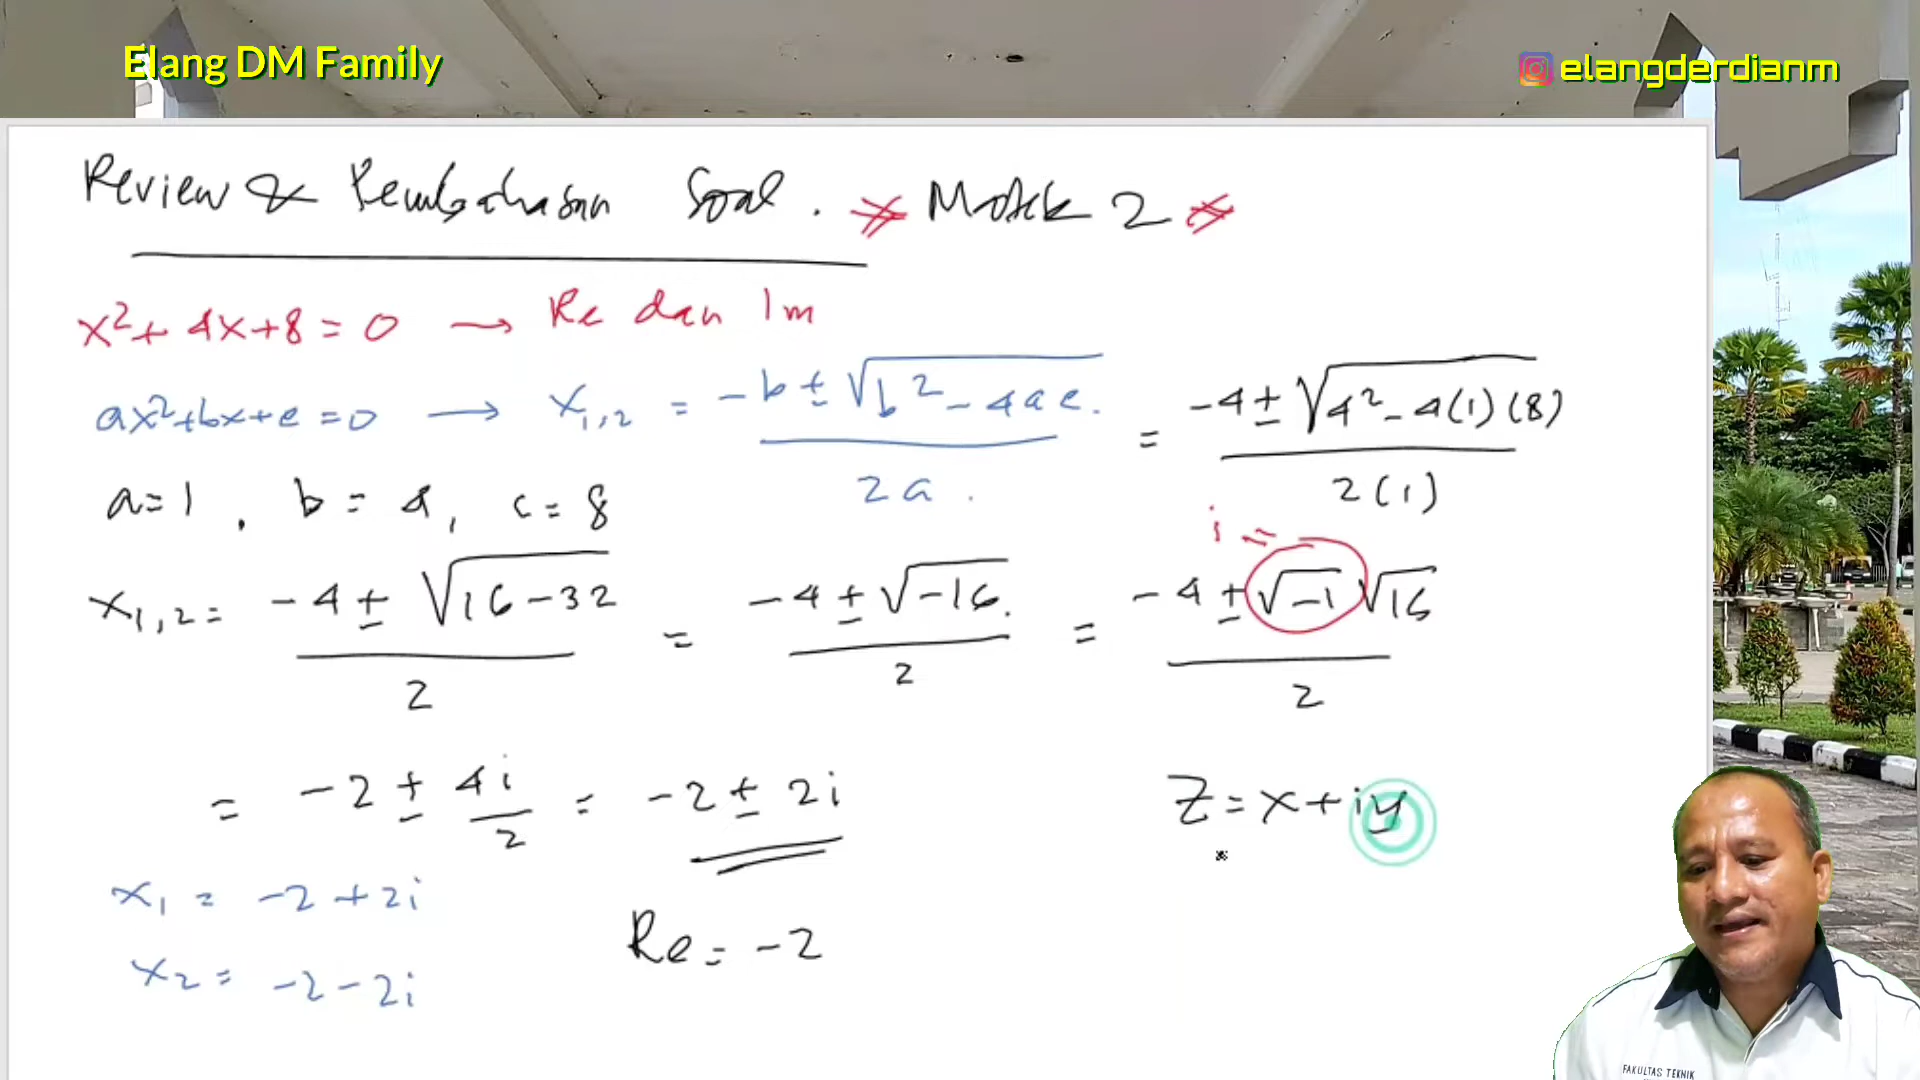 Elang DM Family
elangderdianm
Review & Pembahasan Soal. * Matek 2 *
x²+4x+8=0 → Re dan Im
ax²+bx+c=0 → x₁,₂ = (-b ± √(b²-4ac))/(2a) = (-4 ± √(4²-4(1)(8)))/(2(1))
a=1, b=4, c=8
i =
x₁,₂ = (-4 ± √(16-32))/2 = (-4 ± √-16)/2 = (-4 ± √-1 √16)/2
= -2 ± 4i/2 = -2 ± 2i
z = x+iy
x₁ = -2+2i
Re = -2
x₂ = -2-2i
FAKULTAS TEKNIK